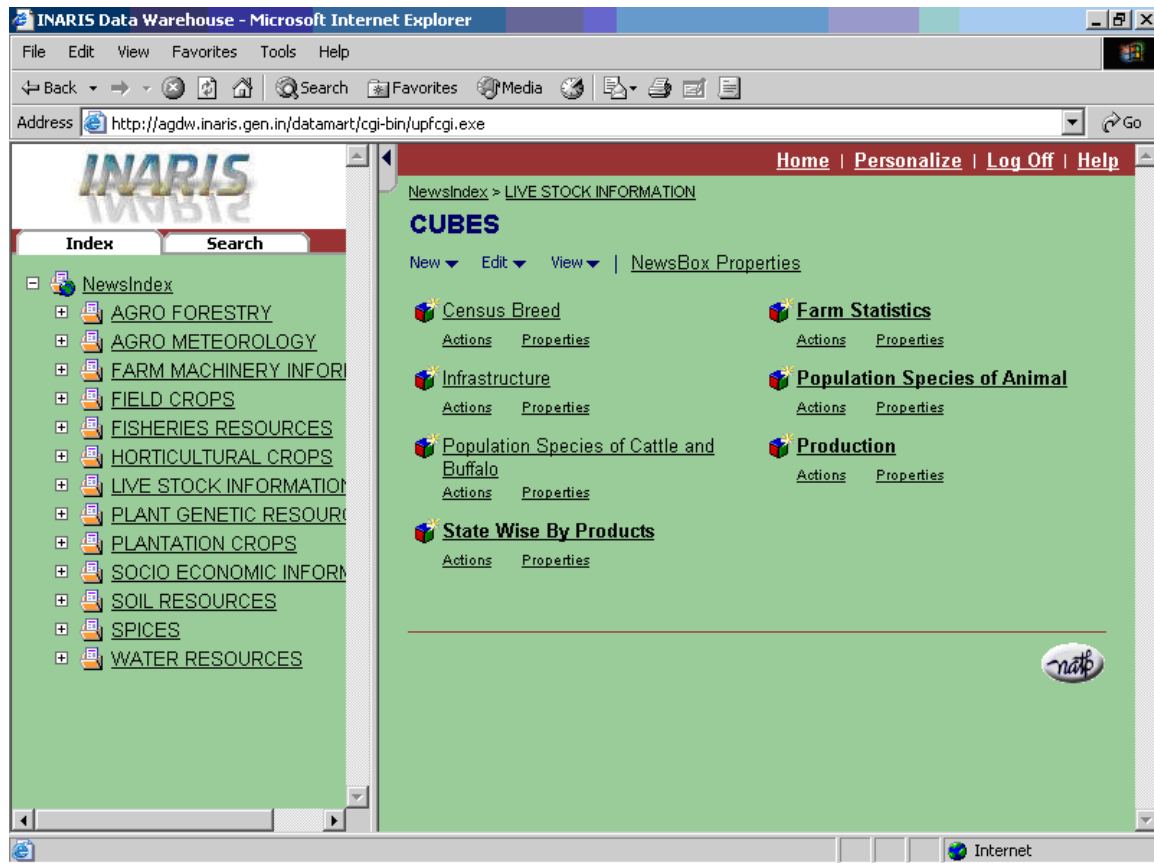 INARIS Data Warehouse - Microsoft Internet Explorer
File Edit View Favorites Tools Help
Back Search Favorites Media
Address http://agdw.inaris.gen.in/datamart/cgi-bin/upfcgi.exe Go
INARIS
Index Search
NewsIndex
AGRO FORESTRY
AGRO METEOROLOGY
FARM MACHINERY INFORI
FIELD CROPS
FISHERIES RESOURCES
HORTICULTURAL CROPS
LIVE STOCK INFORMATION
PLANT GENETIC RESOUR
PLANTATION CROPS
SOCIO ECONOMIC INFORM
SOIL RESOURCES
SPICES
WATER RESOURCES
Home | Personalize | Log Off | Help
NewsIndex > LIVE STOCK INFORMATION
CUBES
New Edit View | NewsBox Properties
Census Breed
Actions Properties
Farm Statistics
Actions Properties
Infrastructure
Actions Properties
Population Species of Animal
Actions Properties
Population Species of Cattle and
Buffalo
Actions Properties
Production
Actions Properties
State Wise By Products
Actions Properties
natp
Internet